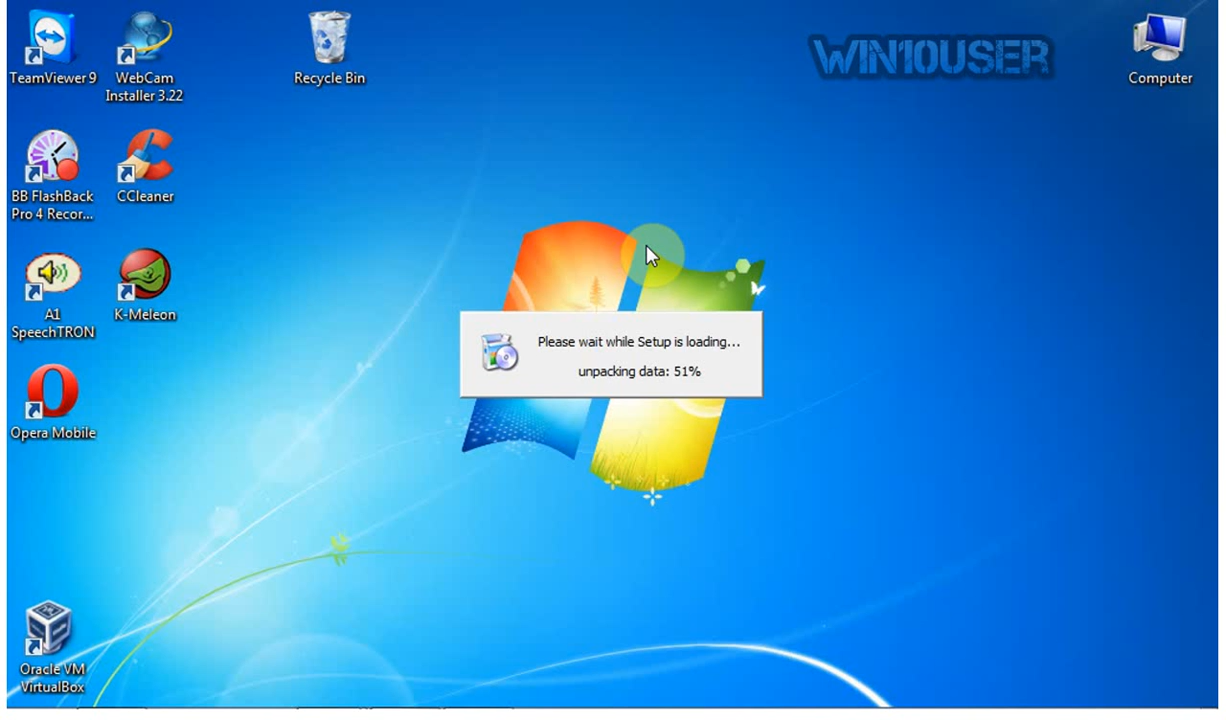 TeamViewer 9
WebCam
Installer 3.22
Recycle Bin
WIN10USER
Computer
BB FlashBack
Pro 4 Recor...
CCleaner
A1
SpeechTRON
K-Meleon
Please wait while Setup is loading...
unpacking data: 51%
Opera Mobile
Oracle VM
VirtualBox